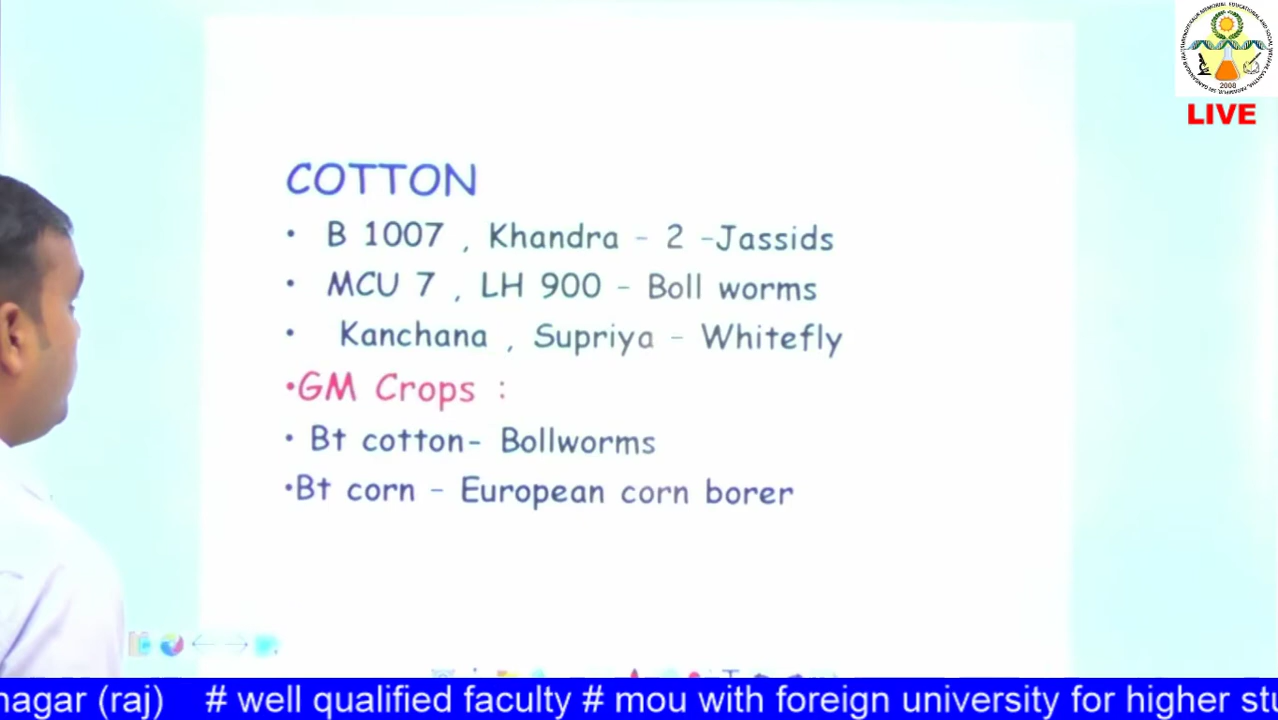 2008
LIVE
COTTON
• B 1007 , Khandra - 2 -Jassids
• MCU 7 , LH 900 - Boll worms
• Kanchana , Supriya - Whitefly
•GM Crops :
• Bt cotton- Bollworms
•Bt corn - European corn borer
nagar (raj) # well qualified faculty # mou with foreign university for higher stu